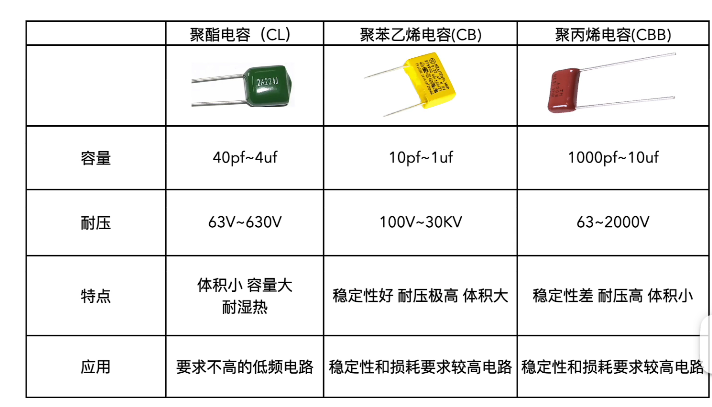 聚酯电容（CL） 聚苯乙烯电容(CB) 聚丙烯电容(CBB)
2A223J
容量 40pf~4uf 10pf~1uf 1000pf~10uf
耐压 63V~630V 100V~30KV 63~2000V
特点 体积小 容量大 稳定性好 耐压极高 体积大 稳定性差 耐压高 体积小
耐湿热
应用 要求不高的低频电路 稳定性和损耗要求较高电路 稳定性和损耗要求较高电路